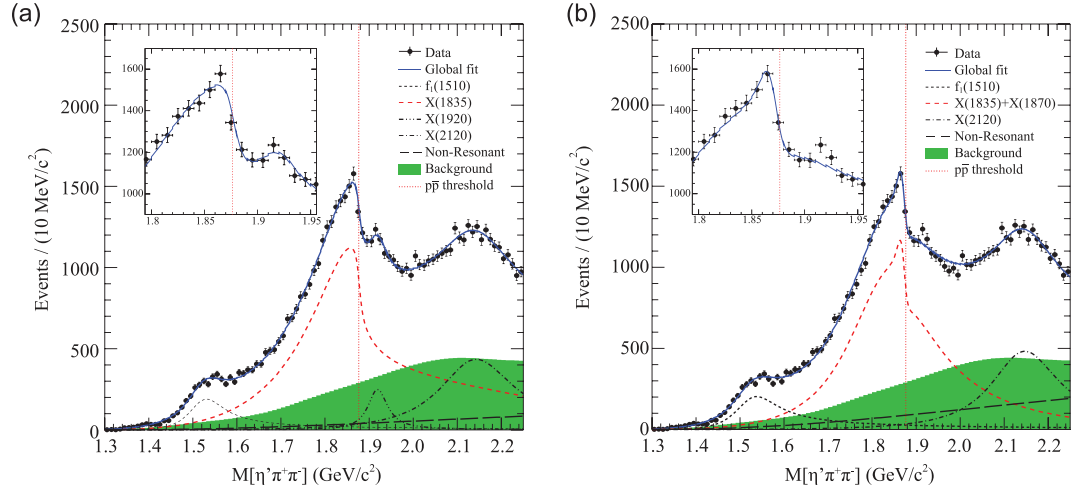 (a)
2500
2000
1500
1000
500
0
1.3 1.4 1.5 1.6 1.7 1.8 1.9 2.0 2.1 2.2
Events / (10 MeV/c²)
M[η’π⁺π⁻] (GeV/c²)
1600
1400
1200
1000
1.8 1.85 1.9 1.95
Data
Global fit
f₁(1510)
X(1835)
X(1920)
X(2120)
Non-Resonant
Background
pp̅ threshold
(b)
2500
2000
1500
1000
500
0
1.3 1.4 1.5 1.6 1.7 1.8 1.9 2.0 2.1 2.2
Events / (10 MeV/c²)
M[η’π⁺π⁻] (GeV/c²)
1600
1400
1200
1000
1.8 1.85 1.9 1.95
Data
Global fit
f₁(1510)
X(1835)+X(1870)
X(2120)
Non-Resonant
Background
pp̅ threshold